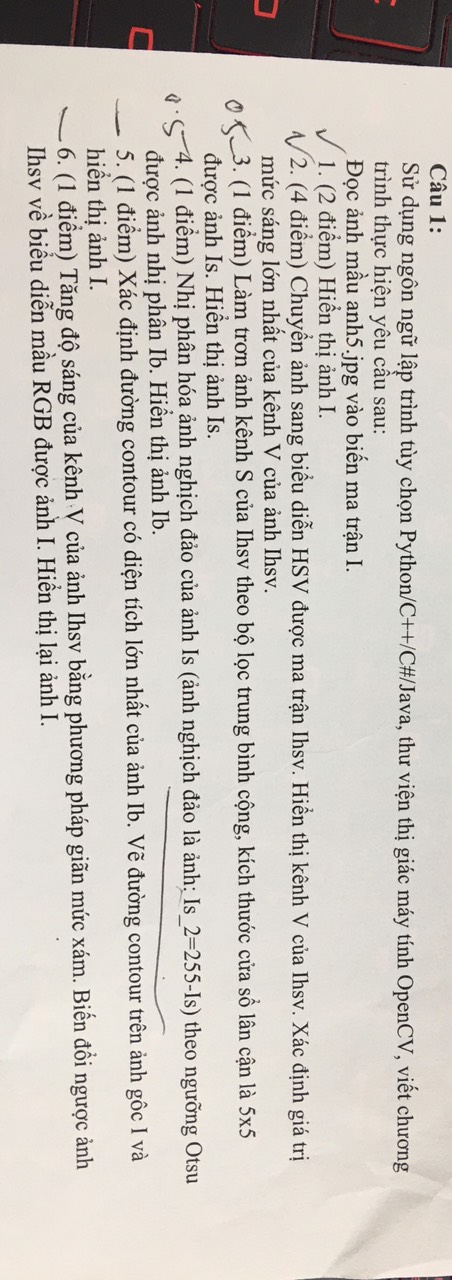 Câu 1:
Sử dụng ngôn ngữ lập trình tùy chọn Python/C++/C#/Java, thư viện thị giác máy tính OpenCV, viết chương
trình thực hiện yêu cầu sau:
Đọc ảnh mầu anh5.jpg vào biến ma trận I.
1. (2 điểm) Hiển thị ảnh I.
2. (4 điểm) Chuyển ảnh sang biểu diễn HSV được ma trận Ihsv. Hiển thị kênh V của Ihsv. Xác định giá trị
mức sáng lớn nhất của kênh V của ảnh Ihsv.
05 3. (1 điểm) Làm trơn ảnh kênh S của Ihsv theo bộ lọc trung bình cộng, kích thước cửa sổ lân cận là 5x5
được ảnh Is. Hiển thị ảnh Is.
0.5 4. (1 điểm) Nhị phân hóa ảnh nghịch đảo của ảnh Is (ảnh nghịch đảo là ảnh: Is_2=255-Is) theo ngưỡng Otsu
được ảnh nhị phân Ib. Hiển thị ảnh Ib.
5. (1 điểm) Xác định đường contour có diện tích lớn nhất của ảnh Ib. Vẽ đường contour trên ảnh gôc I và
hiển thị ảnh I.
6. (1 điểm) Tăng độ sáng của kênh V của ảnh Ihsv bằng phương pháp giãn mức xám. Biến đổi ngược ảnh
Ihsv về biểu diễn mầu RGB được ảnh I. Hiển thị lại ảnh I.